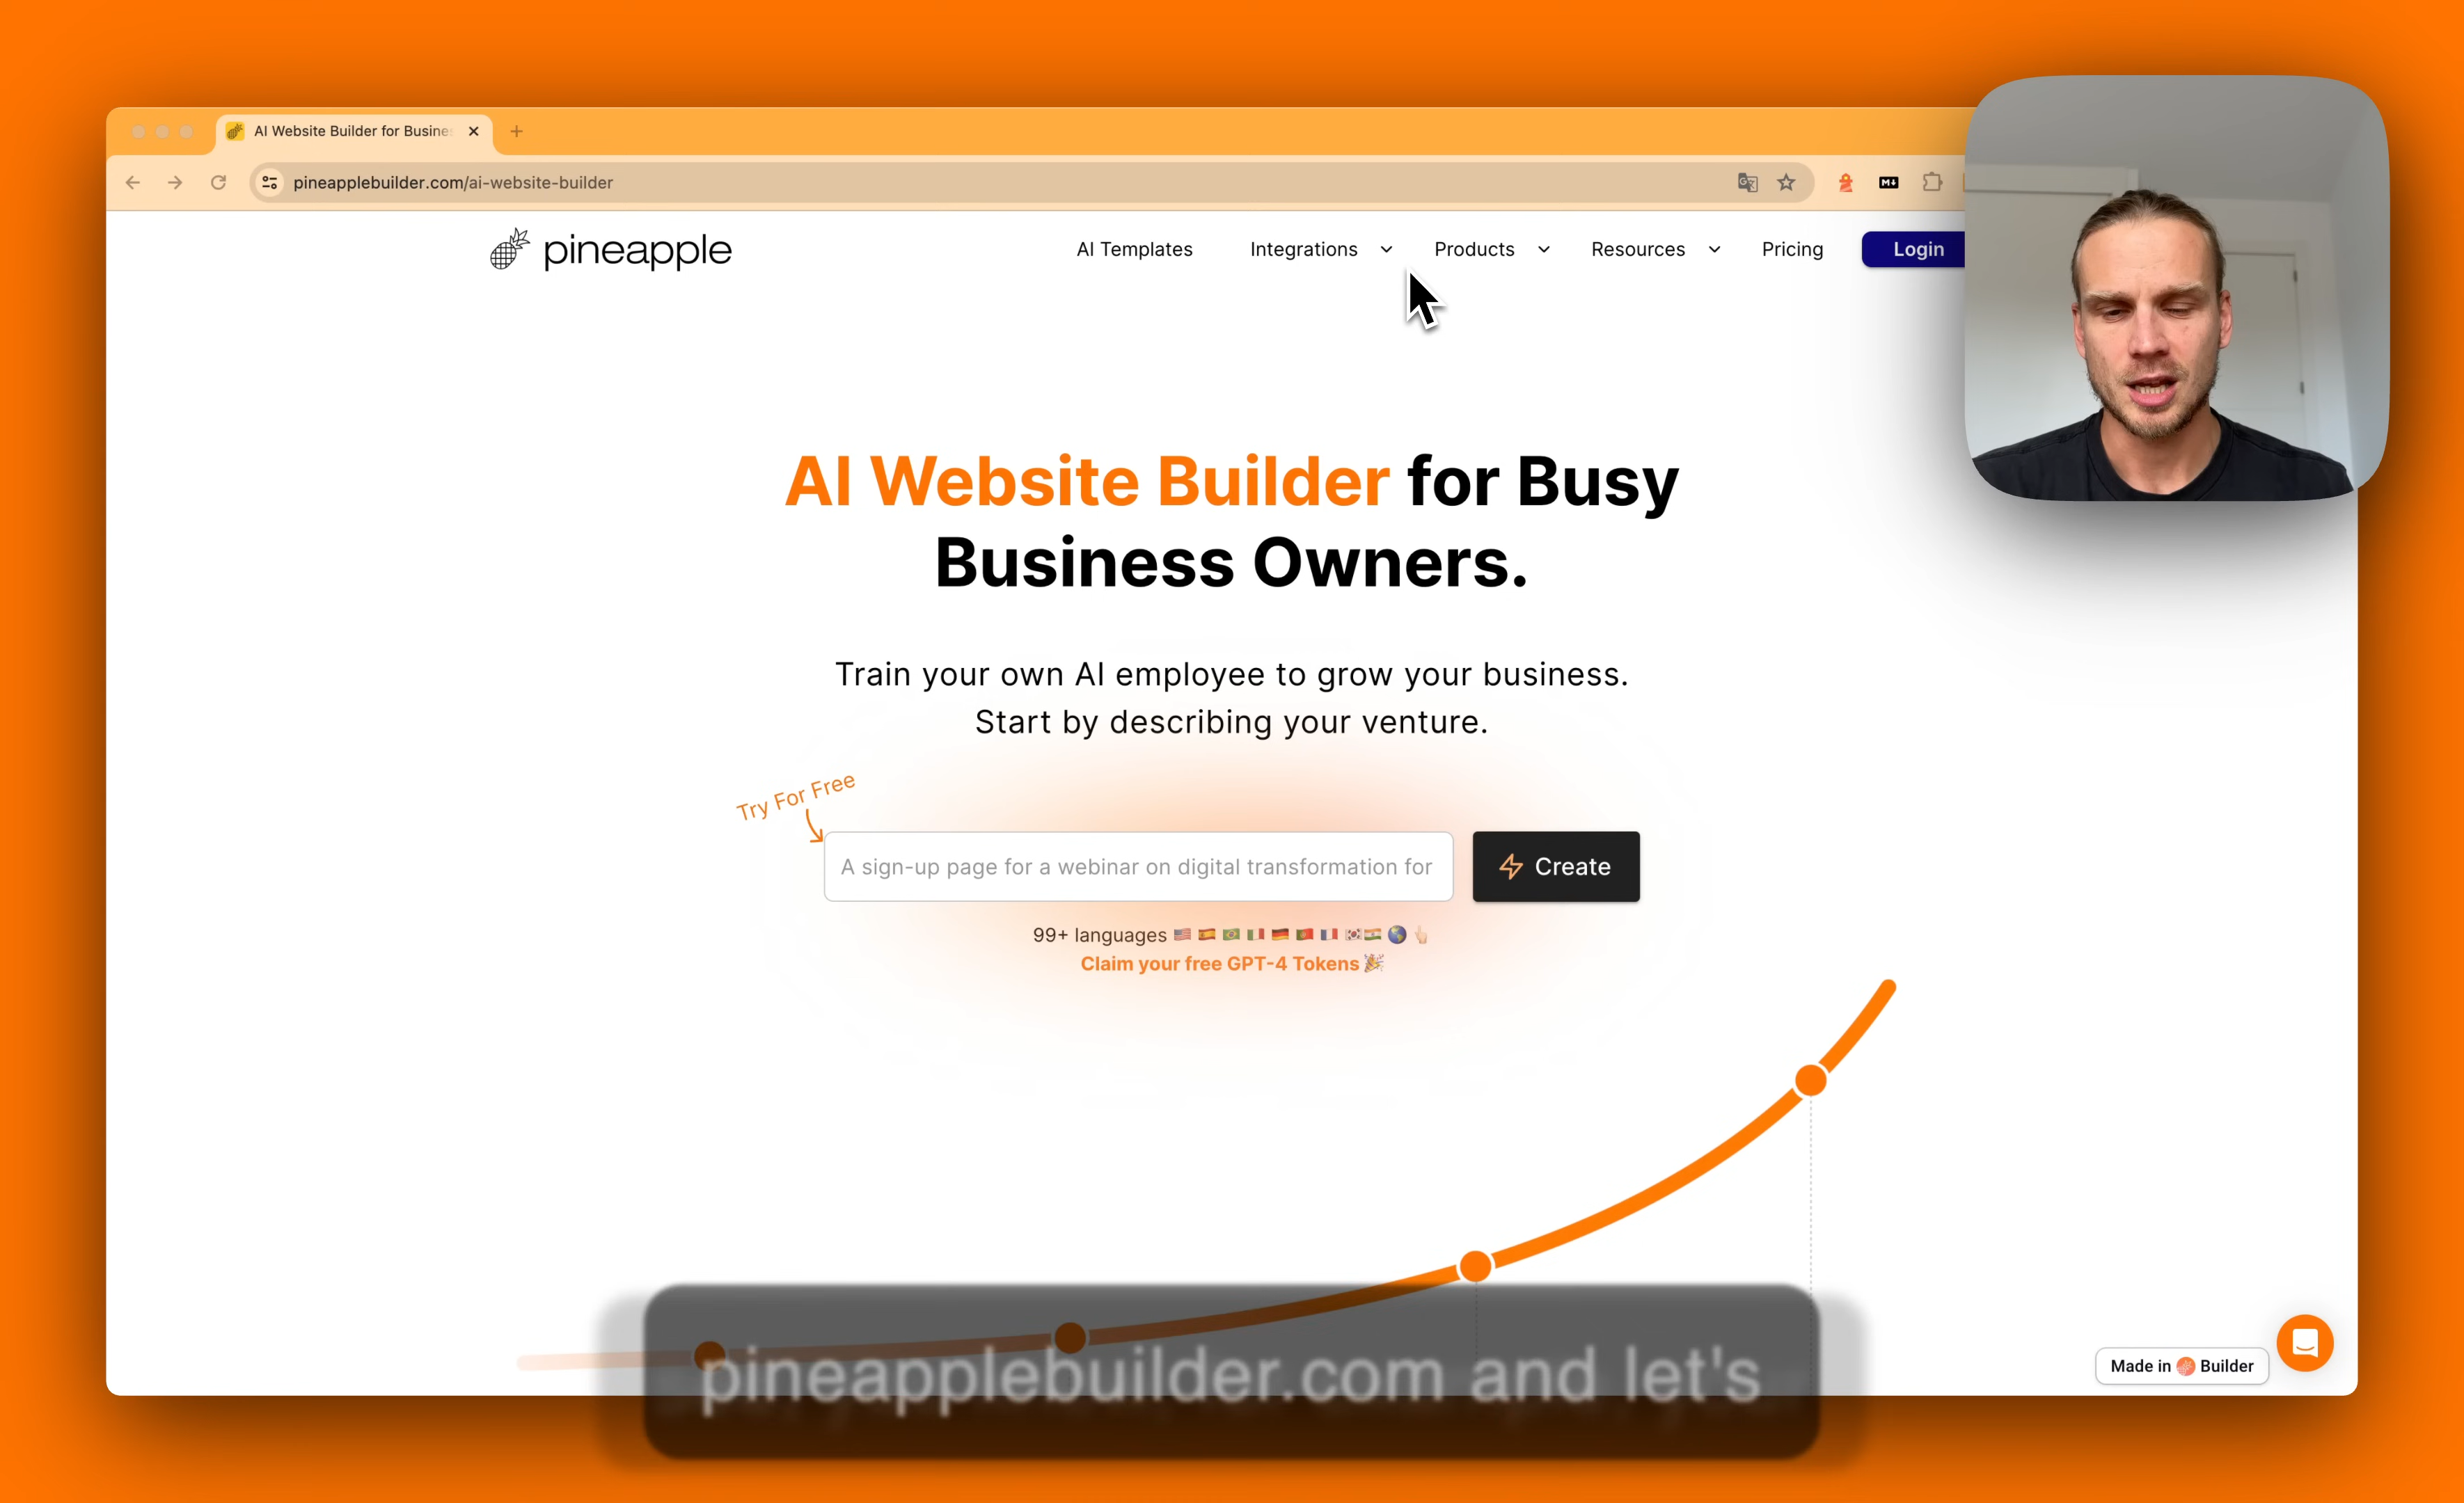 AI Website Builder for Busine
pineapplebuilder.com/ai-website-builder
M↓
pineapple
AI Templates Integrations Products Resources Pricing Login
AI Website Builder for Busy
Business Owners.
Train your own AI employee to grow your business.
Start by describing your venture.
Try For Free
A sign-up page for a webinar on digital transformation for
Create
99+ languages
Claim your free GPT-4 Tokens
Made in Builder
pineapplebuilder.com and let's